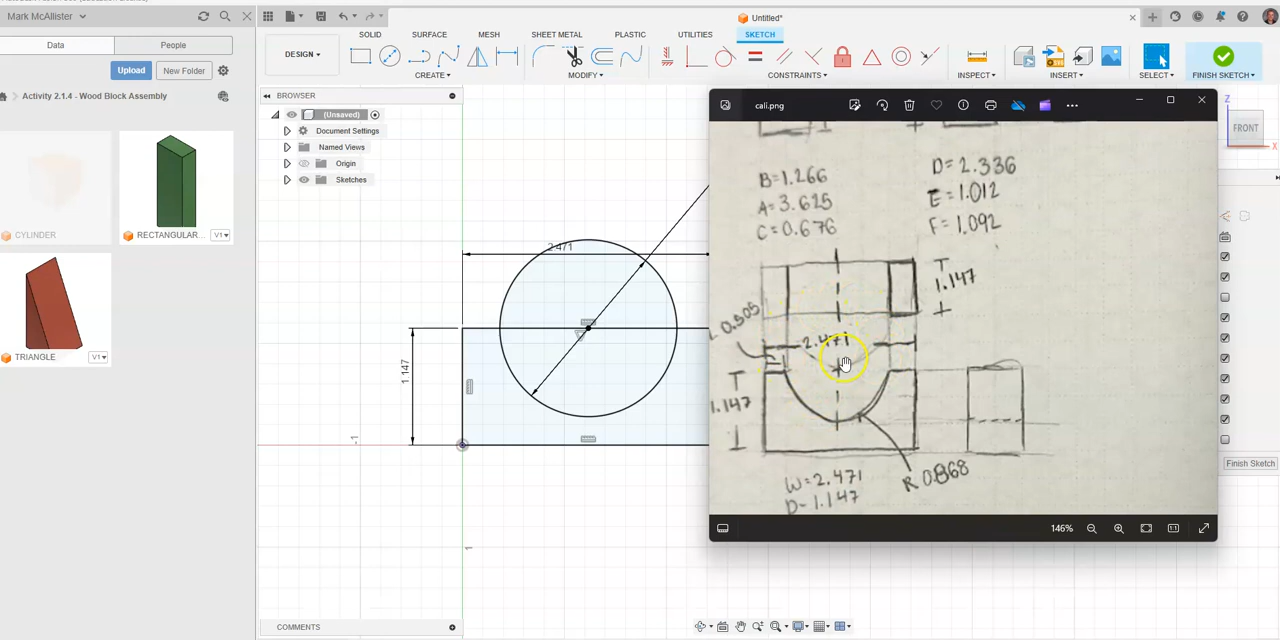 Mark McAllister
Untitled*
Data
People
Upload
New Folder
Activity 2.1.4 - Wood Block Assembly
CYLINDER
RECTANGULAR...
V1
TRIANGLE
V1
DESIGN
SOLID
SURFACE
MESH
SHEET METAL
PLASTIC
UTILITIES
SKETCH
CREATE
MODIFY
CONSTRAINTS
INSPECT
INSERT
SELECT
FINISH SKETCH
BROWSER
(Unsaved)
Document Settings
Named Views
Origin
Sketches
2.471
1.147
-1
1
cali.png
B=1.266
A=3.625
C=0.676
D=2.336
E=1.012
F=1.092
1.147
2.471
1.147
W=2.471
D=1.147
R 0.868
146%
Z
FRONT
X
Finish Sketch
COMMENTS